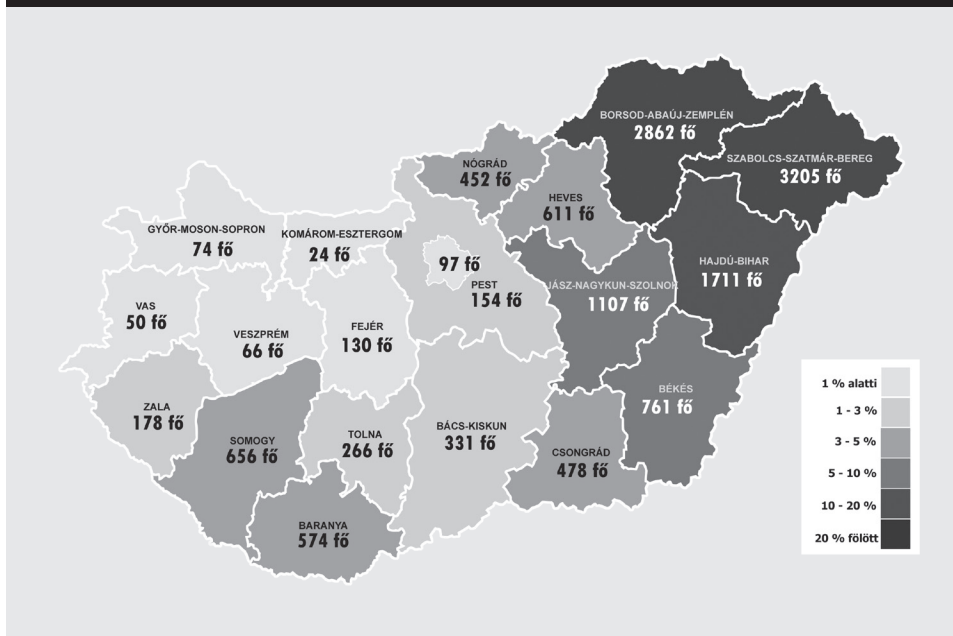 BORSOD-ABAÚJ-ZEMPLÉN
2862 fő
SZABOLCS-SZATMÁR-BEREG
3205 fő
NÓGRÁD
452 fő
HEVES
611 fő
GYŐR-MOSON-SOPRON
74 fő
KOMÁROM-ESZTERGOM
24 fő
97 fő
PEST
154 fő
HAJDÚ-BIHAR
1711 fő
JÁSZ-NAGYKUN-SZOLNOK
1107 fő
VAS
50 fő
VESZPRÉM
66 fő
FEJÉR
130 fő
ZALA
178 fő
SOMOGY
656 fő
TOLNA
266 fő
BÁCS-KISKUN
331 fő
BÉKÉS
761 fő
CSONGRÁD
478 fő
BARANYA
574 fő
1 % alatti
1 - 3 %
3 - 5 %
5 - 10 %
10 - 20 %
20 % fölött